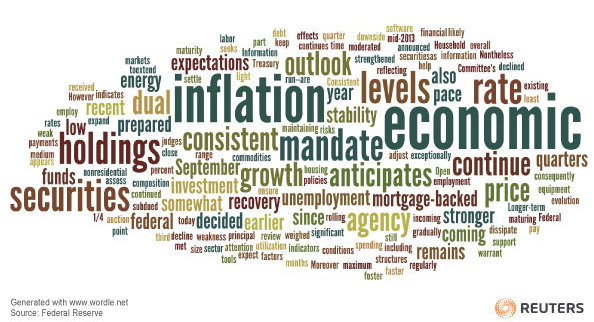 debt effects quarter downside software financial likely
labor part keep continues time moderated mid-2013 announced Household overall
markets maturity seeks Information securities as information Nonetheless
to extend expectations Treasury outlook strengthened help Committee's declined
energy settle light run--are Consistent reflecting levels also rate existing
received However indicates recent dual inflation year pace economic least
employ expand prepared maintaining risks stability
rates low judges consistent mandate adjust exceptionally
weak payments holdings close range commodities continue quarters
medium appears nonresidential percent September growth housing policies anticipates Open employment consequently
funds assess composition investment ensure price equipment
securities continued subdued somewhat recovery unemployment mortgage-backed Longer-term evolution
1/4 auction federal today decided earlier since rolling agency incoming stronger maturing Federal
point third decline weakness principal review weighed significant still gradually coming dissipate pay
met size sector attention utilization indicators conditions spending including remains support
tools expect factors structures warrant
months Moreover maximum foster faster regularly
Generated with www.wordle.net
Source: Federal Reserve
REUTERS